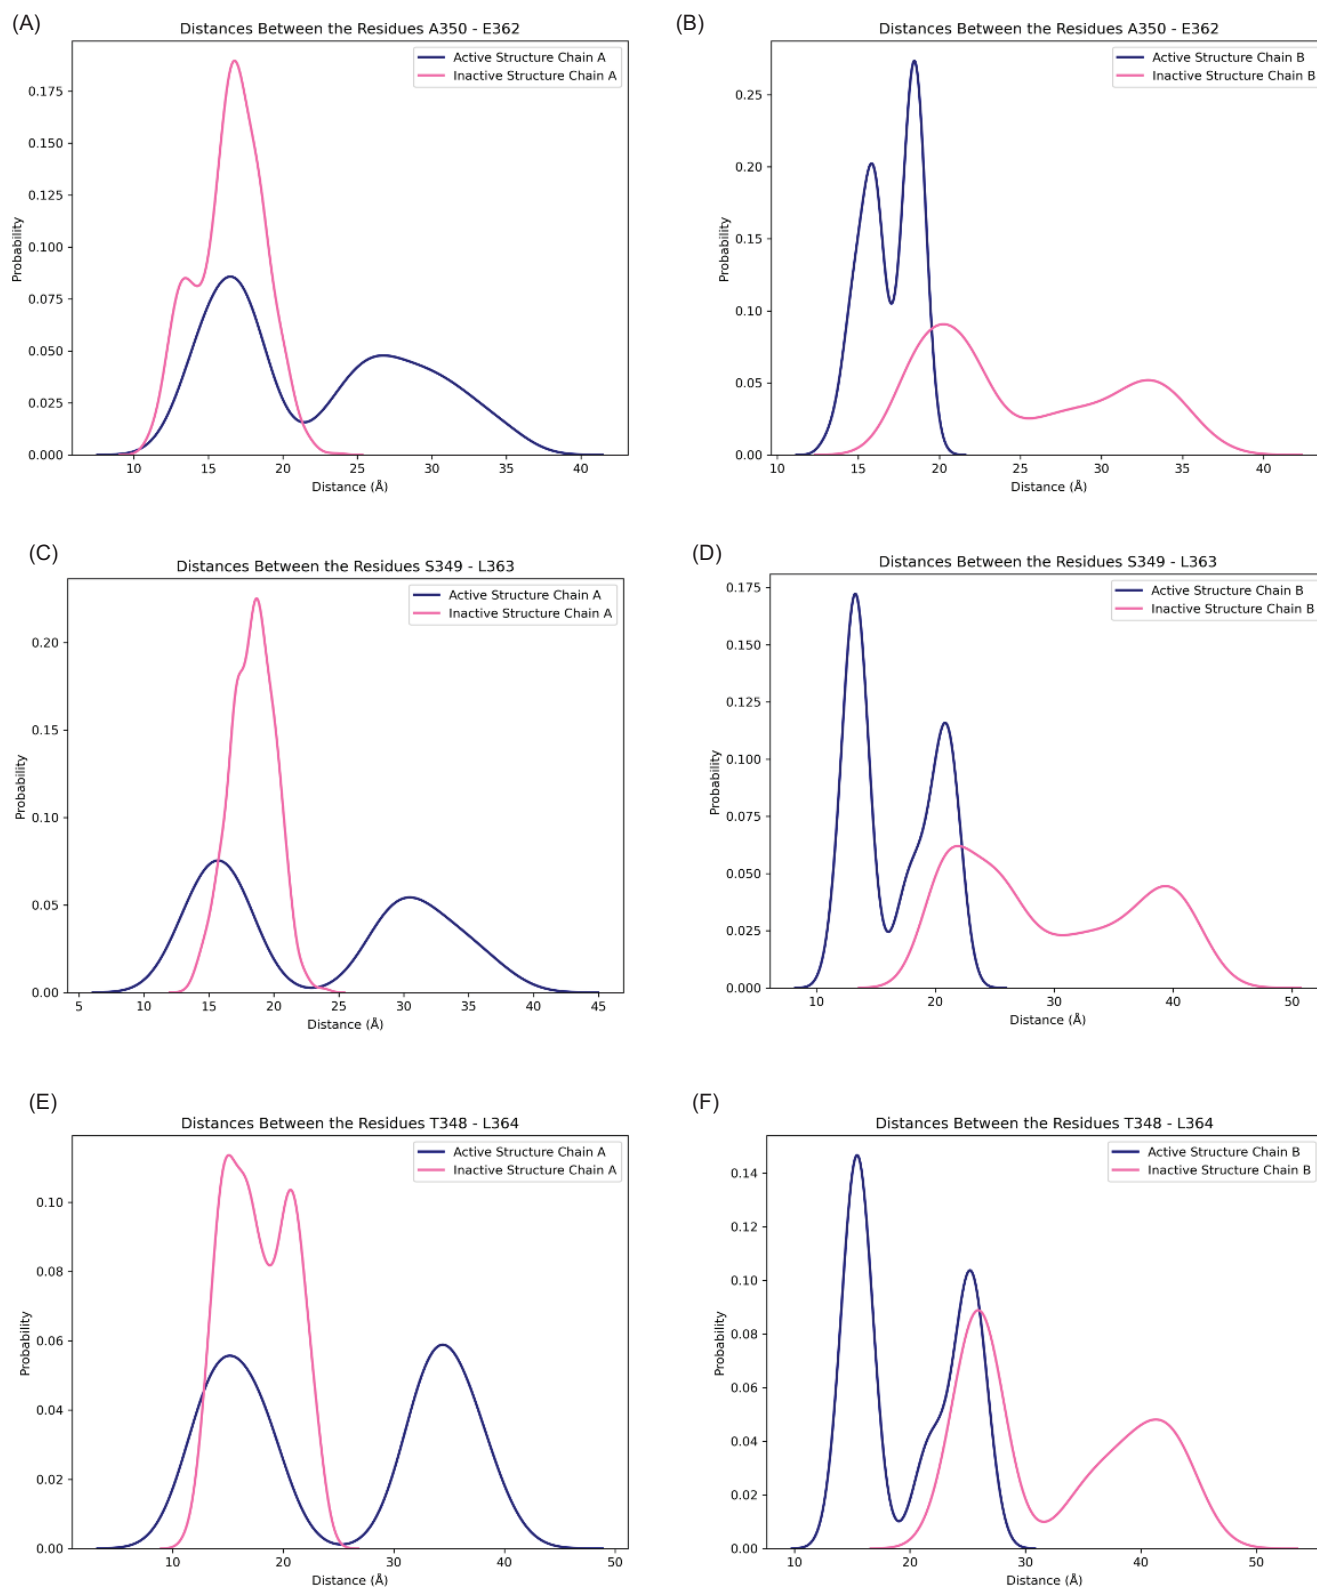 (A)
Distances Between the Residues A350 - E362
Active Structure Chain A
Inactive Structure Chain A
Probability
0.175
0.150
0.125
0.100
0.075
0.050
0.025
0.000
10 15 20 25 30 35 40
Distance (Å)
(B)
Distances Between the Residues A350 - E362
Active Structure Chain B
Inactive Structure Chain B
Probability
0.25
0.20
0.15
0.10
0.05
0.00
10 15 20 25 30 35 40
Distance (Å)
(C)
Distances Between the Residues S349 - L363
Active Structure Chain A
Inactive Structure Chain A
Probability
0.20
0.15
0.10
0.05
0.00
5 10 15 20 25 30 35 40 45
Distance (Å)
(D)
Distances Between the Residues S349 - L363
Active Structure Chain B
Inactive Structure Chain B
Probability
0.175
0.150
0.125
0.100
0.075
0.050
0.025
0.000
10 20 30 40 50
Distance (Å)
(E)
Distances Between the Residues T348 - L364
Active Structure Chain A
Inactive Structure Chain A
Probability
0.10
0.08
0.06
0.04
0.02
0.00
10 20 30 40 50
Distance (Å)
(F)
Distances Between the Residues T348 - L364
Active Structure Chain B
Inactive Structure Chain B
Probability
0.14
0.12
0.10
0.08
0.06
0.04
0.02
0.00
10 20 30 40 50
Distance (Å)